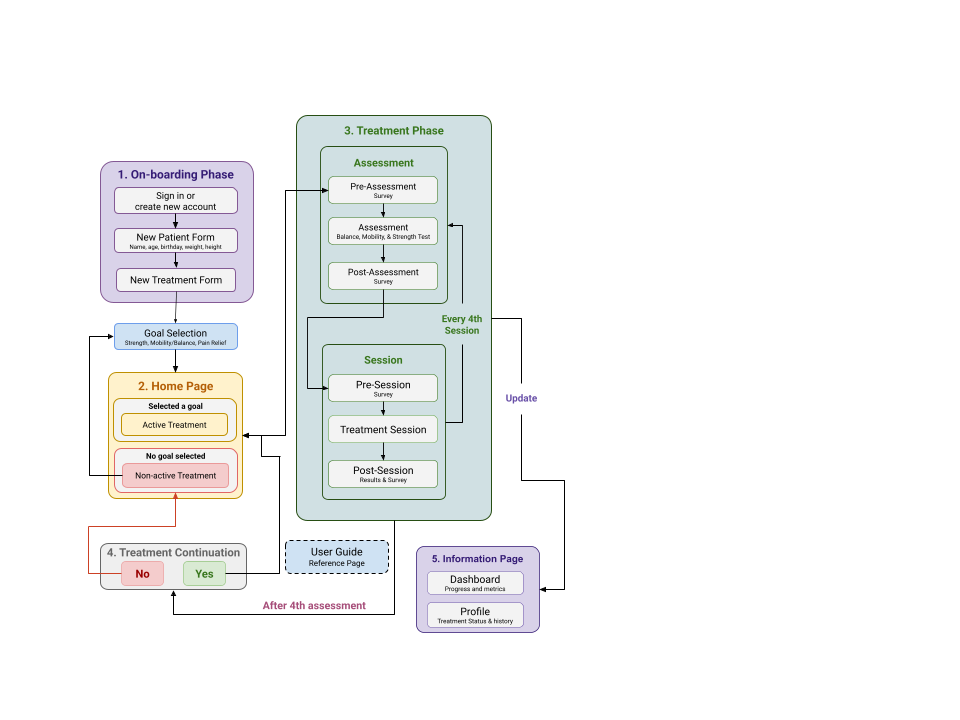 1. On-boarding Phase
Sign in or
create new account
New Patient Form
Name, age, birthday, weight, height
New Treatment Form
Goal Selection
Strength, Mobility/Balance, Pain Relief
2. Home Page
Selected a goal
Active Treatment
No goal selected
Non-active Treatment
3. Treatment Phase
Assessment
Pre-Assessment
Survey
Assessment
Balance, Mobility, & Strength Test
Post-Assessment
Survey
Every 4th
Session
Session
Pre-Session
Survey
Treatment Session
Post-Session
Results & Survey
Update
4. Treatment Continuation
No
Yes
User Guide
Reference Page
After 4th assessment
5. Information Page
Dashboard
Progress and metrics
Profile
Treatment Status & history